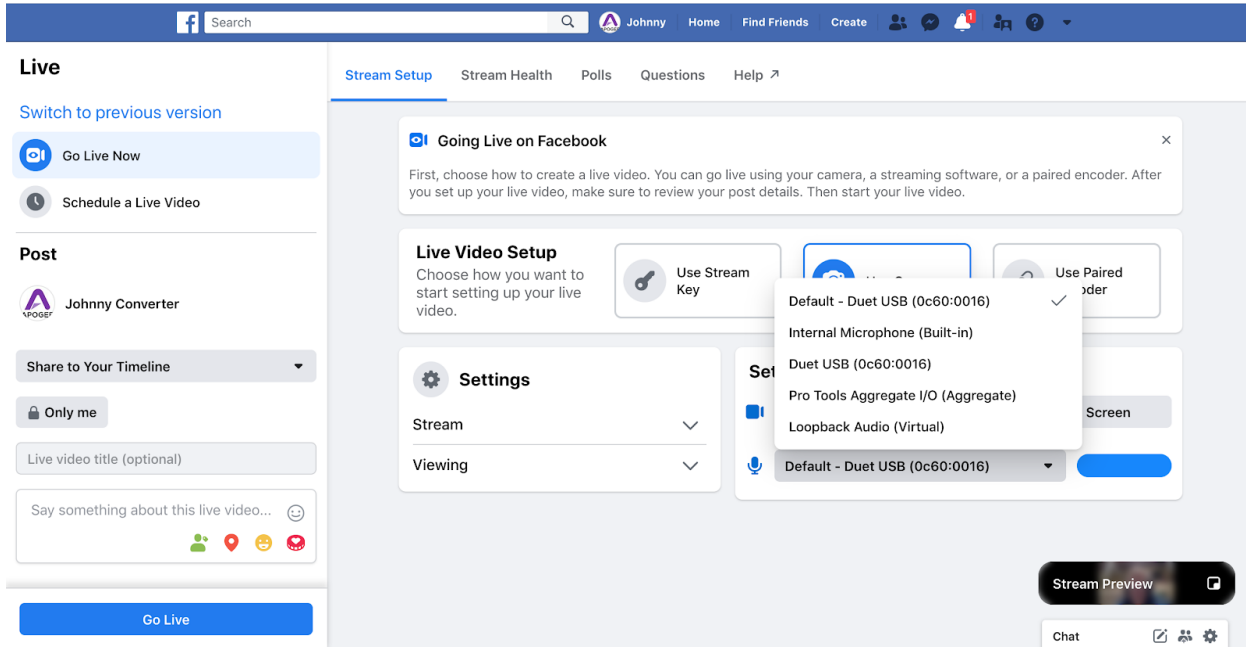 Search
Johnny
Home
Find Friends
Create
1
Live
Switch to previous version
Go Live Now
Schedule a Live Video
Post
Johnny Converter
Share to Your Timeline
Only me
Live video title (optional)
Say something about this live video...
Go Live
Stream Setup
Stream Health
Polls
Questions
Help
Going Live on Facebook
First, choose how to create a live video. You can go live using your camera, a streaming software, or a paired encoder. After
you set up your live video, make sure to review your post details. Then start your live video.
Live Video Setup
Choose how you want to
start setting up your live
video.
Use Stream
Key
Use Paired
Settings
Stream
Viewing
Default - Duet USB (0c60:0016)
Internal Microphone (Built-in)
Duet USB (0c60:0016)
Pro Tools Aggregate I/O (Aggregate)
Loopback Audio (Virtual)
Screen
Default - Duet USB (0c60:0016)
Stream Preview
Chat